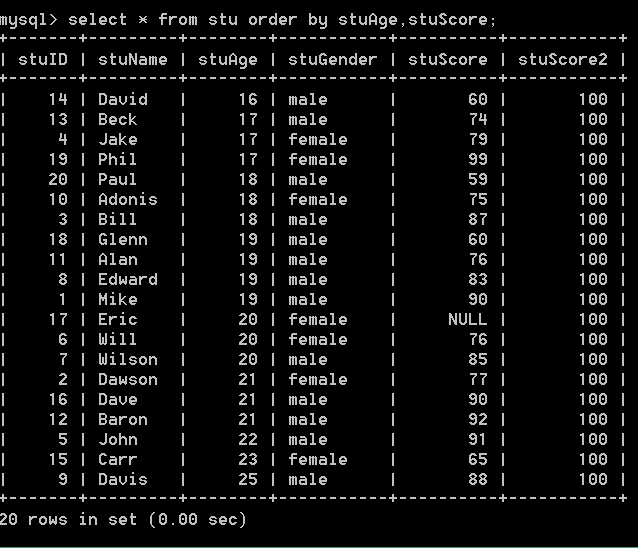 mysql> select * from stu order by stuAge,stuScore;
+-------+---------+--------+-----------+----------+-----------+
| stuID | stuName | stuAge | stuGender | stuScore | stuScore2 |
+-------+---------+--------+-----------+----------+-----------+
| 14 | David | 16 | male | 60 | 100 |
| 13 | Beck | 17 | male | 74 | 100 |
| 4 | Jake | 17 | female | 79 | 100 |
| 19 | Phil | 17 | female | 99 | 100 |
| 20 | Paul | 18 | male | 59 | 100 |
| 10 | Adonis | 18 | female | 75 | 100 |
| 3 | Bill | 18 | male | 87 | 100 |
| 18 | Glenn | 19 | male | 60 | 100 |
| 11 | Alan | 19 | male | 76 | 100 |
| 8 | Edward | 19 | male | 83 | 100 |
| 1 | Mike | 19 | male | 90 | 100 |
| 17 | Eric | 20 | female | NULL | 100 |
| 6 | Will | 20 | female | 76 | 100 |
| 7 | Wilson | 20 | male | 85 | 100 |
| 2 | Dawson | 21 | female | 77 | 100 |
| 16 | Dave | 21 | male | 90 | 100 |
| 12 | Baron | 21 | male | 92 | 100 |
| 5 | John | 22 | male | 91 | 100 |
| 15 | Carr | 23 | female | 65 | 100 |
| 9 | Davis | 25 | male | 88 | 100 |
+-------+---------+--------+-----------+----------+-----------+
20 rows in set (0.00 sec)